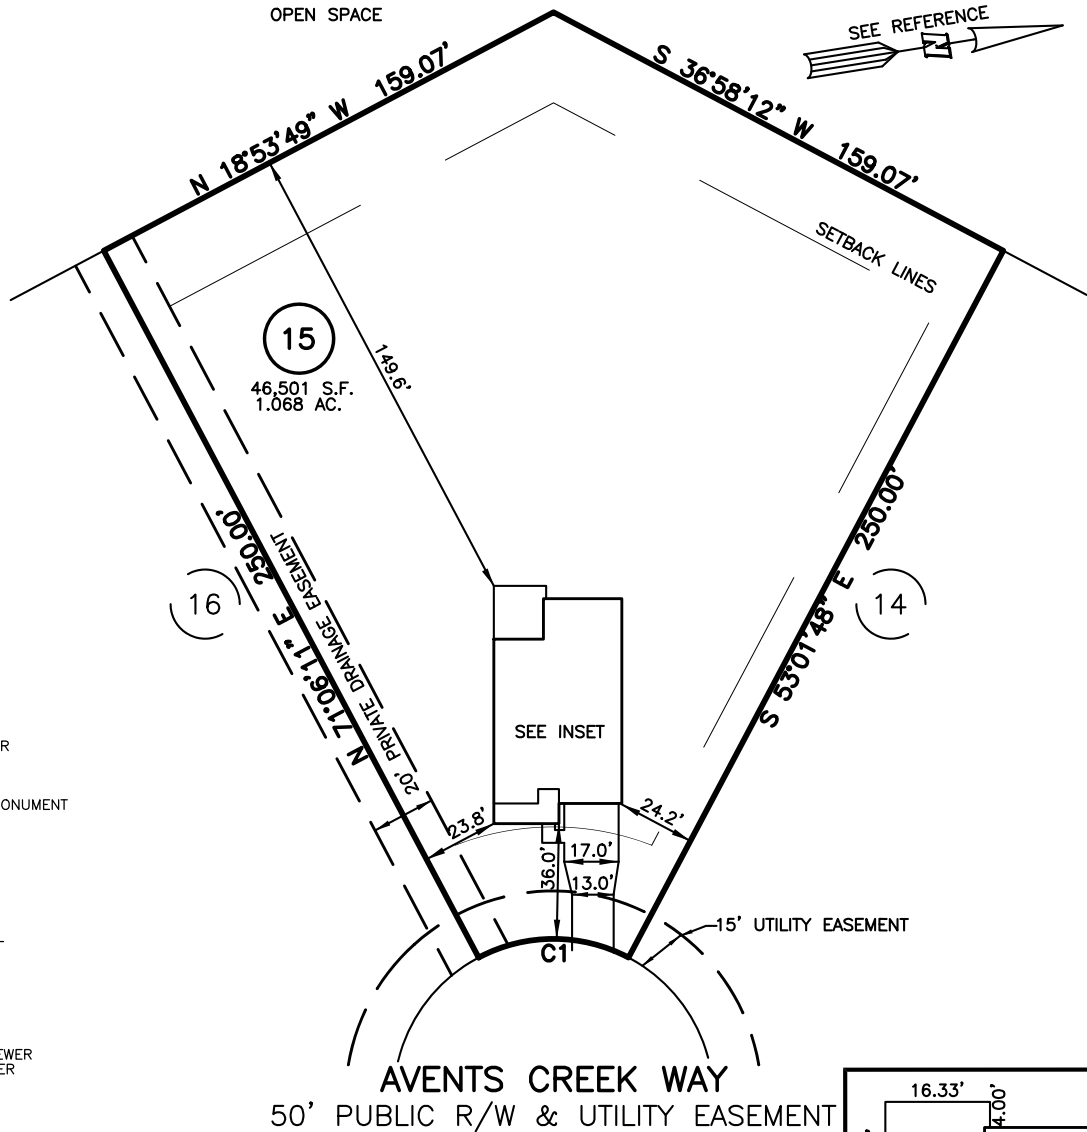 OPEN SPACE
SEE REFERENCE
N
N 18°53'49" W 159.07'
S 36°58'12" W 159.07'
SETBACK LINES
15
46,501 S.F.
1.068 AC.
149.6'
N 71°06'11" E 250.00'
20' PRIVATE DRAINAGE EASEMENT
S 53°01'48" E 250.00'
16
14
SEE INSET
R
ONUMENT
23.8'
24.2'
36.0'
17.0'
13.0'
15' UTILITY EASEMENT
C1
EWER
ER
AVENTS CREEK WAY
50' PUBLIC R/W & UTILITY EASEMENT
16.33'
4.00'